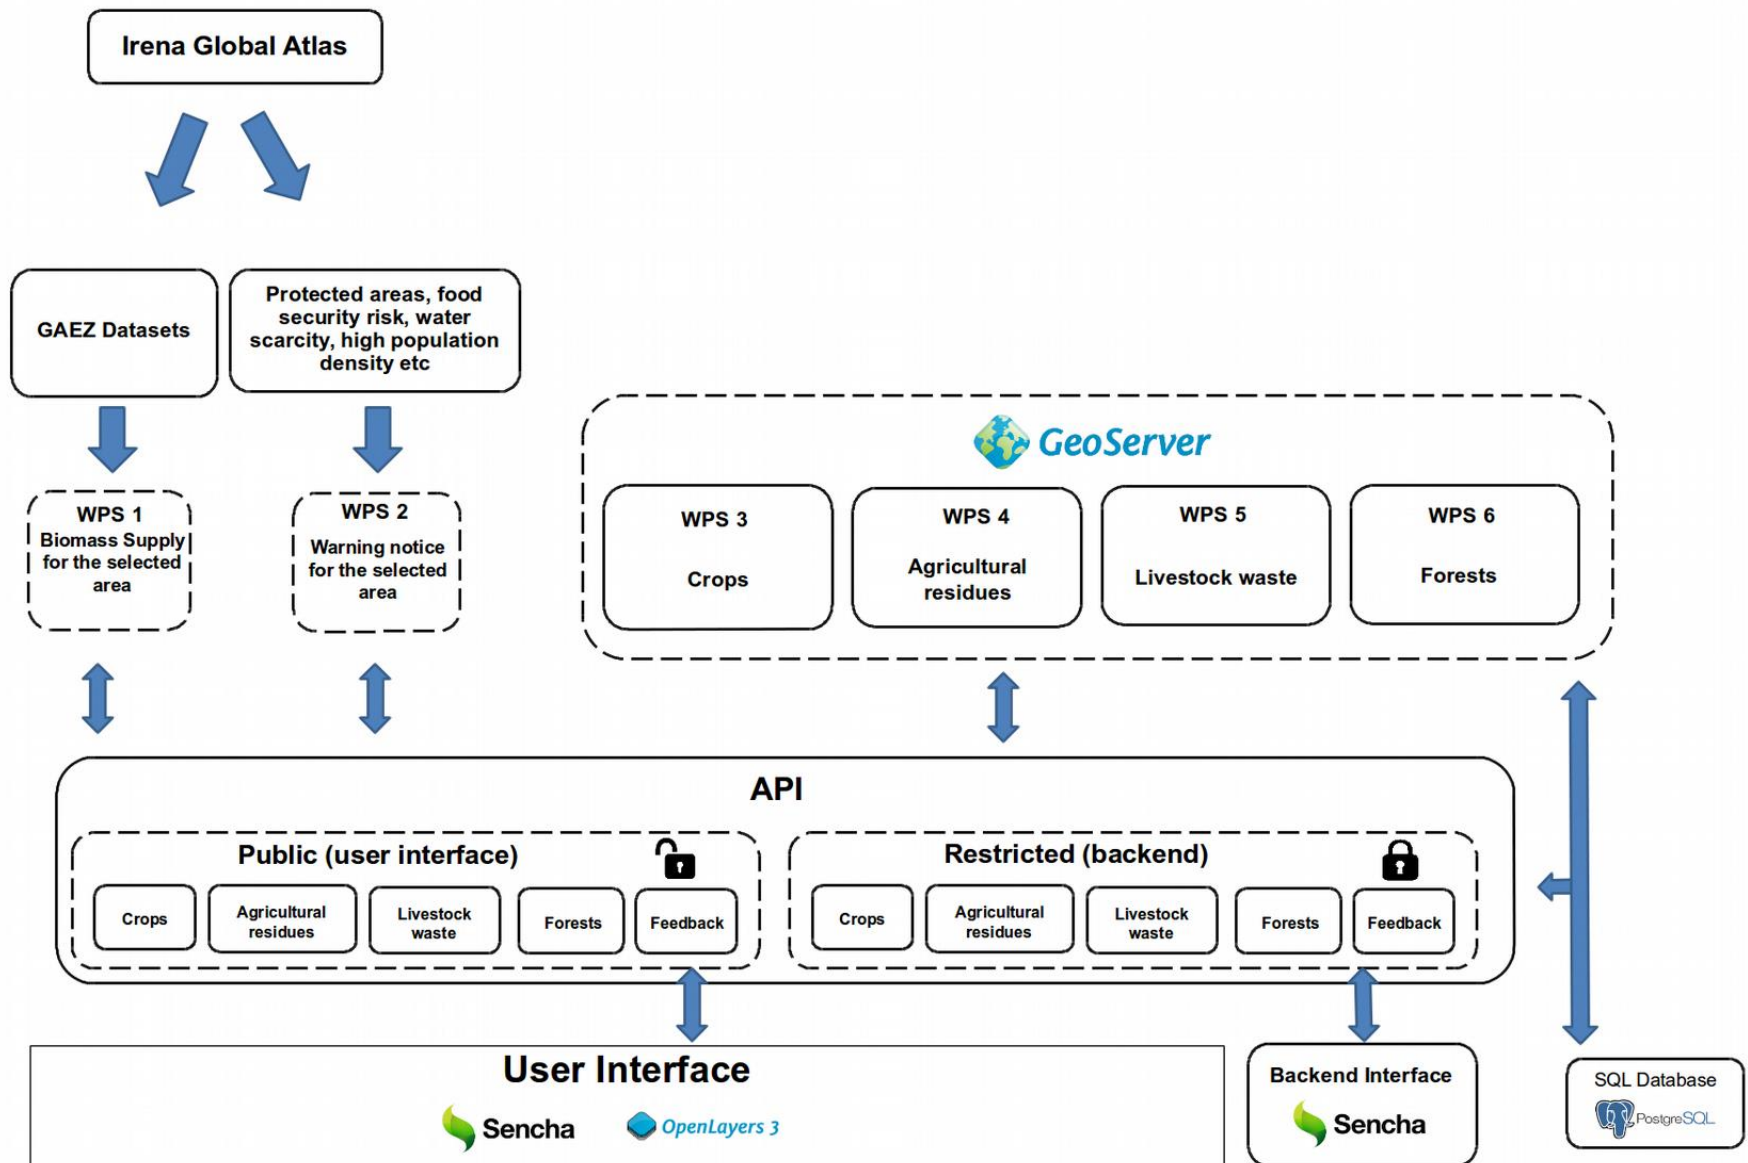 Irena Global Atlas
GAEZ Datasets
Protected areas, food
security risk, water
scarcity, high population
density etc
GeoServer
WPS 1
Biomass Supply
for the selected
area
WPS 2
Warning notice
for the selected
area
WPS 3
Crops
WPS 4
Agricultural
residues
WPS 5
Livestock waste
WPS 6
Forests
API
Public (user interface)
Crops
Agricultural
residues
Livestock
waste
Forests
Feedback
Restricted (backend)
Crops
Agricultural
residues
Livestock
waste
Forests
Feedback
User Interface
Sencha
OpenLayers 3
Backend Interface
Sencha
SQL Database
PostgreSQL